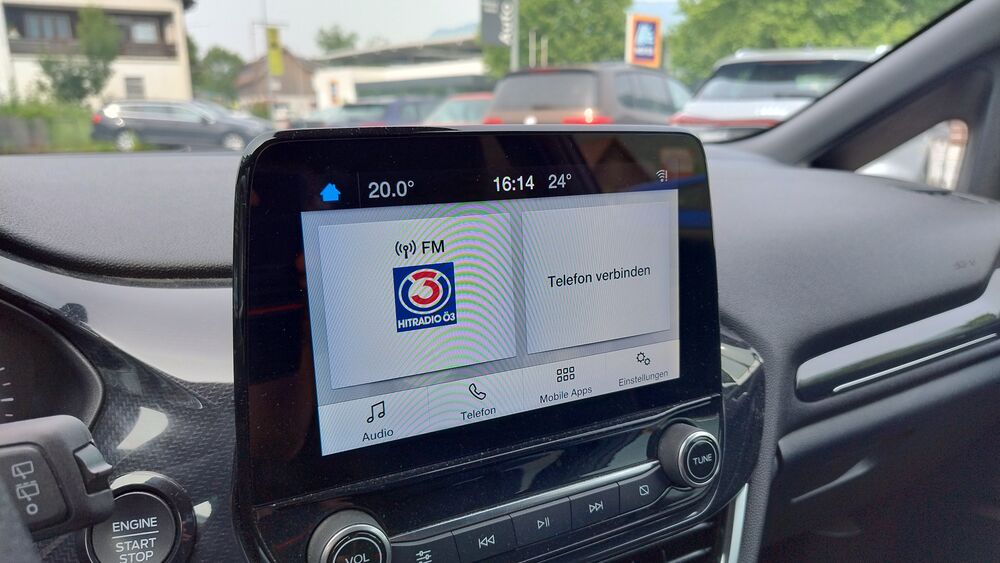 20.0° 16:14 24°
FM
3
HITRADIO Ö3
Telefon verbinden
Audio
Telefon
Mobile Apps
Einstellungen
TUNE
VOL
ENGINE
START
STOP